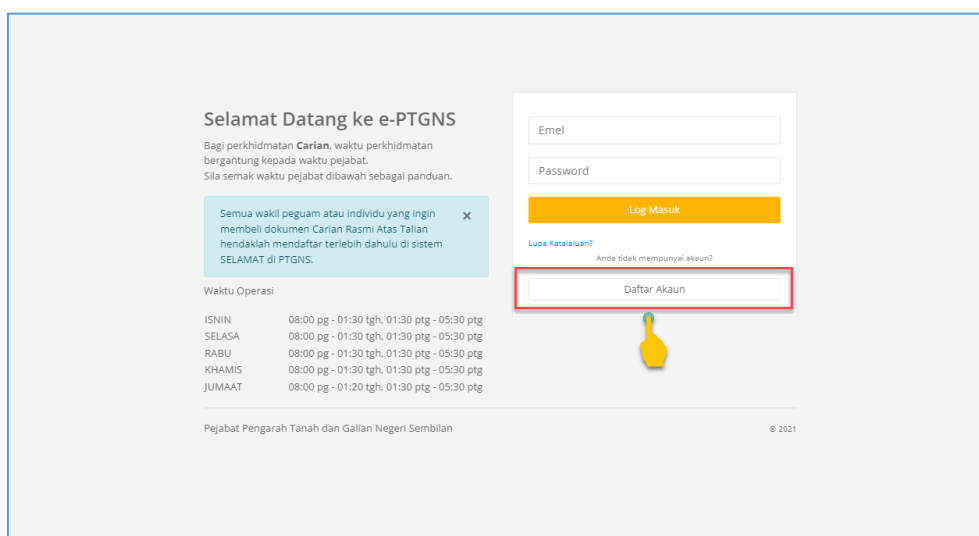 Selamat Datang ke e-PTGNS
Bagi perkhidmatan Carian, waktu perkhidmatan
bergantung kepada waktu pejabat.
Sila semak waktu pejabat dibawah sebagai panduan.
Semua wakil peguam atau individu yang ingin
membeli dokumen Carian Rasmi Atas Talian
hendaklah mendaftar terlebih dahulu di sistem
SELAMAT di PTGNS.
×
Waktu Operasi
ISNIN 08:00 pg - 01:30 tgh, 01:30 ptg - 05:30 ptg
SELASA 08:00 pg - 01:30 tgh, 01:30 ptg - 05:30 ptg
RABU 08:00 pg - 01:30 tgh, 01:30 ptg - 05:30 ptg
KHAMIS 08:00 pg - 01:30 tgh, 01:30 ptg - 05:30 ptg
JUMAAT 08:00 pg - 01:20 tgh, 01:30 ptg - 05:30 ptg
Emel
Password
Log Masuk
Lupa Katalaluan?
Anda tidak mempunyai akaun?
Daftar Akaun
Pejabat Pengarah Tanah dan Galian Negeri Sembilan
© 2021